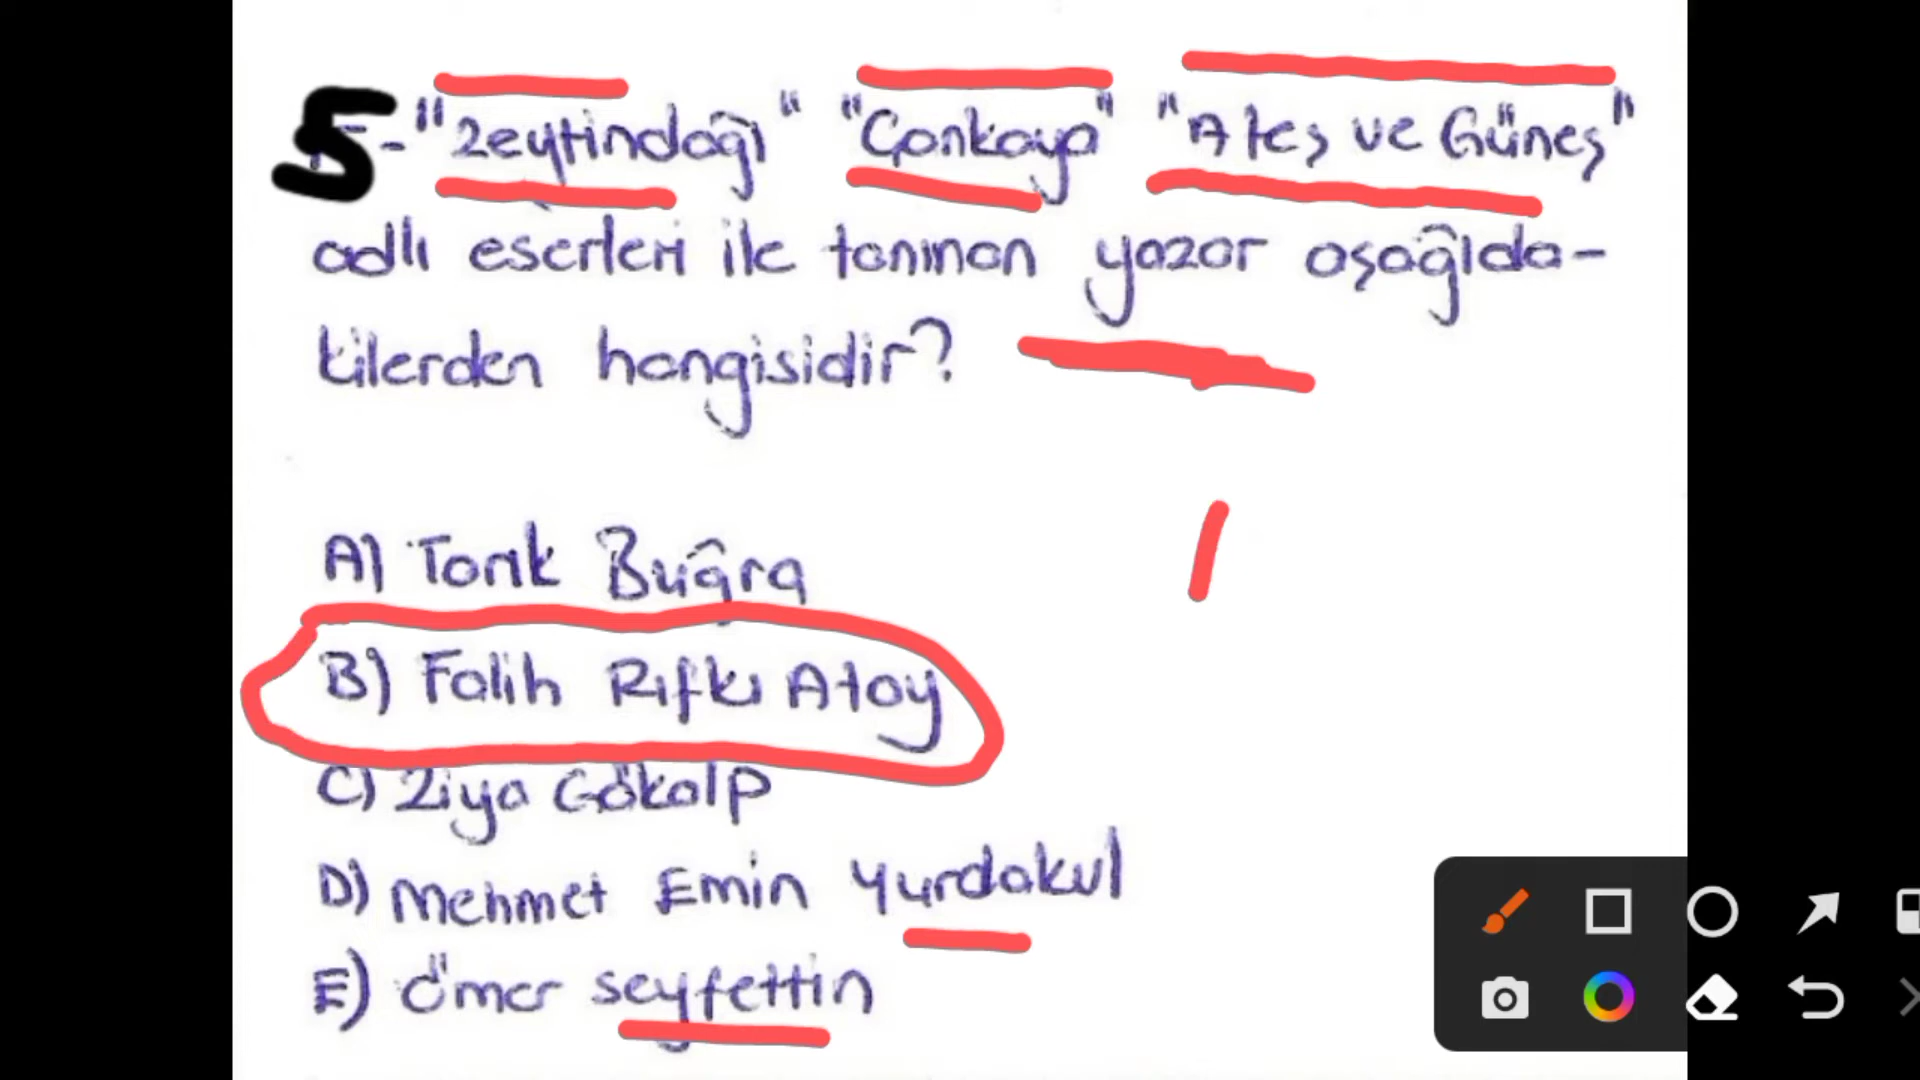 5-"Zeytindağı" "Çankaya" "Ateş ve Güneş"
adlı eserleri ile tanınan yazar aşağıda-
kilerden hangisidir?
A) Tarık Buğra
B) Falih Rıfkı Atay
C) Ziya Gökalp
D) Mehmet Emin Yurdakul
E) Ömer Seyfettin